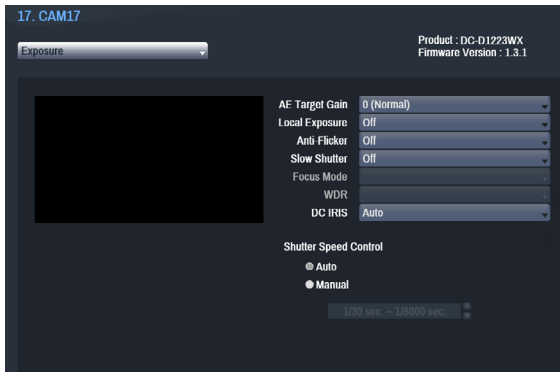 17. CAM17
Exposure
Product : DC-D1223WX
Firmware Version : 1.3.1
AE Target Gain 0 (Normal)
Local Exposure Off
Anti-Flicker Off
Slow Shutter Off
Focus Mode
WDR
DC IRIS Auto
Shutter Speed Control
Auto
Manual
1/30 sec. ~ 1/8000 sec.